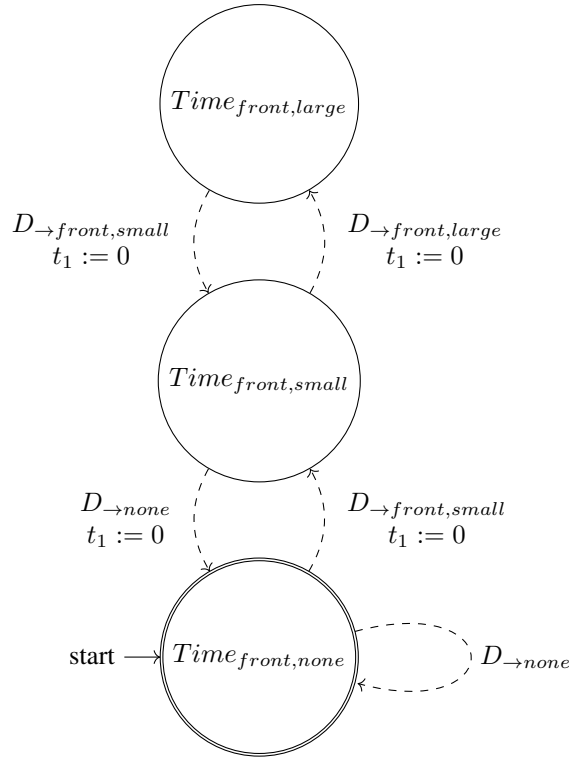 Time_{front,large}
D_{→front,small}
t_1 := 0
D_{→front,large}
t_1 := 0
Time_{front,small}
D_{→none}
t_1 := 0
D_{→front,small}
t_1 := 0
start
Time_{front,none}
D_{→none}